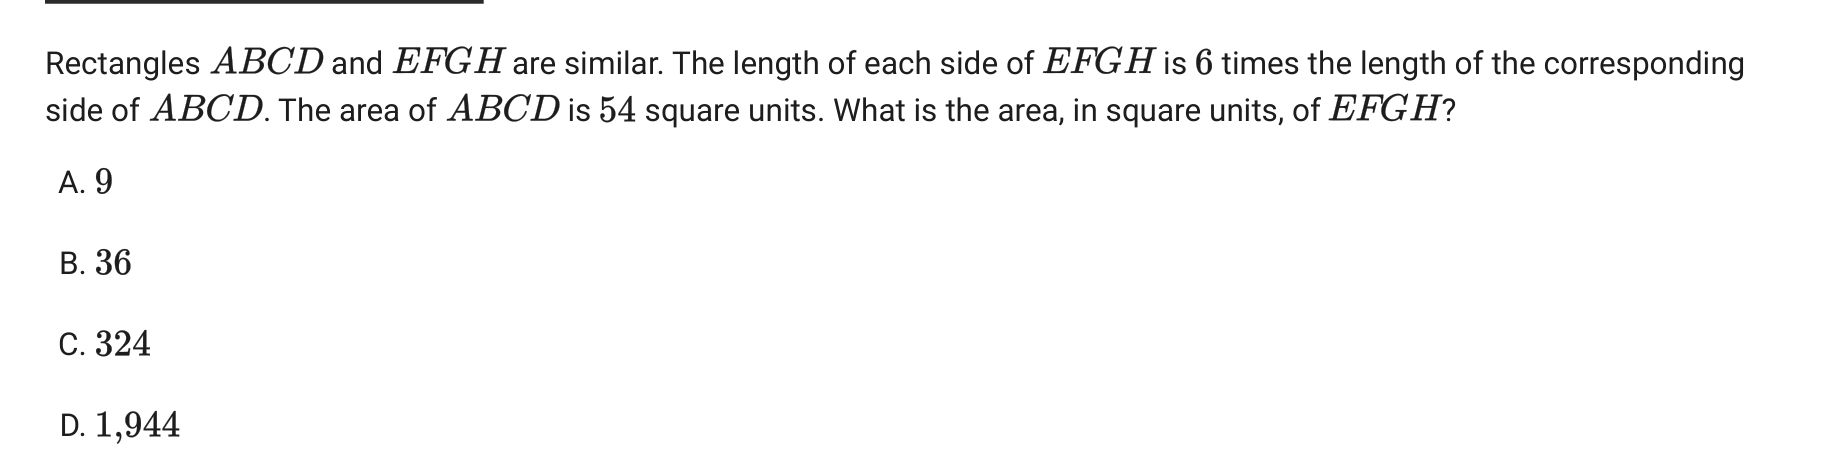 Rectangles ABCD and EFGH are similar. The length of each side of EFGH is 6 times the length of the corresponding
side of ABCD. The area of ABCD is 54 square units. What is the area, in square units, of EFGH?
A. 9
B. 36
C. 324
D. 1,944